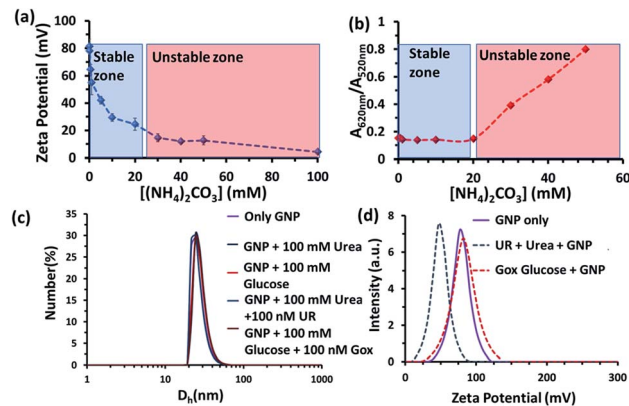 (a)
Zeta Potential (mV)
100
80
60
40
20
0
Stable
zone
Unstable zone
0
20
40
60
80
100
[(NH4)2CO3] (mM)
(b)
A620nm/A520nm
1
0.8
0.6
0.4
0.2
0
Stable
zone
Unstable zone
0
20
40
60
[NH4)2CO3] (mM)
(c)
Number(%)
35
30
25
20
15
10
5
0
1
10
100
1000
Dh(nm)
Only GNP
GNP + 100 mM Urea
GNP + 100 mM
Glucose
GNP + 100 mM Urea
+100 nM UR
GNP + 100 mM
Glucose + 100 nM Gox
(d)
Intensity (a.u.)
8
7
6
5
4
3
2
1
0
0
100
200
300
Zeta Potential (mV)
GNP only
UR + Urea + GNP
Gox Glucose + GNP